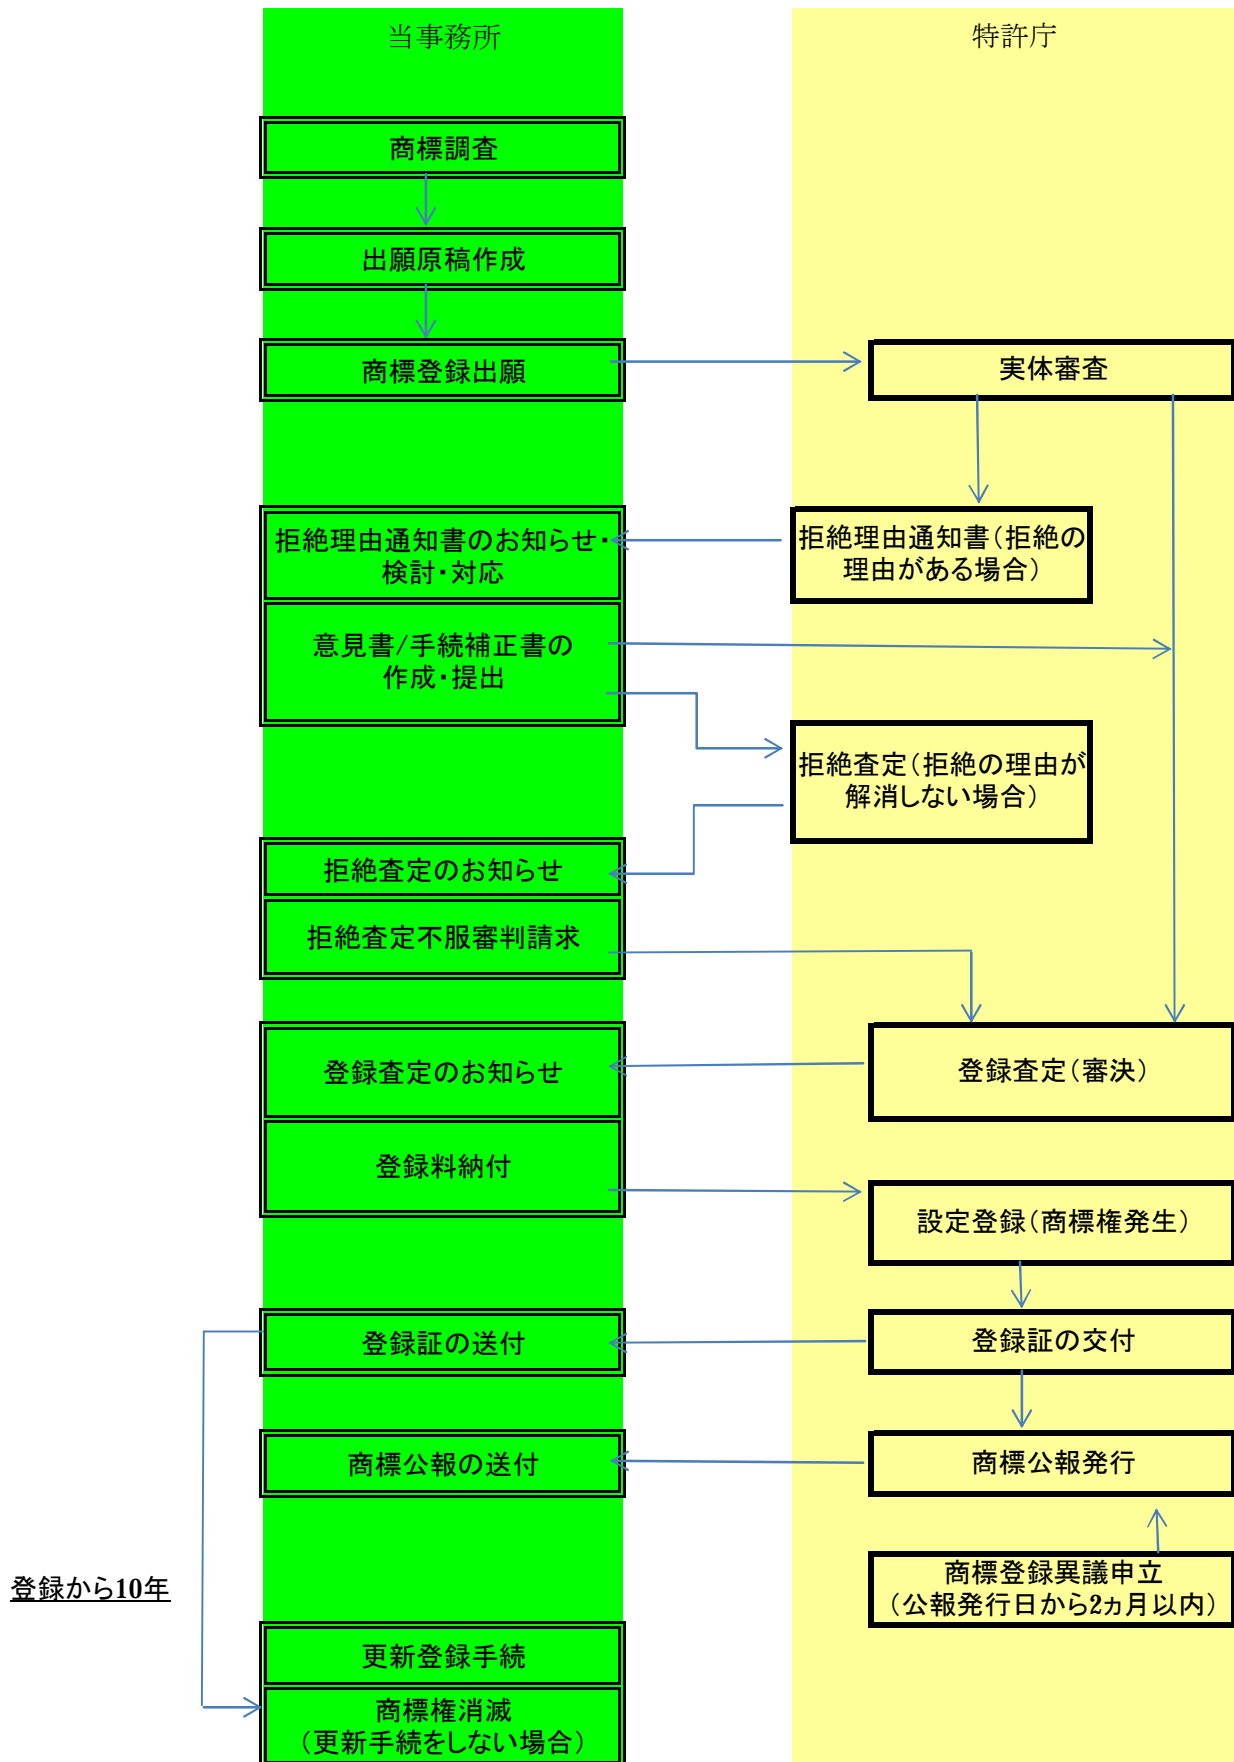 当事務所
特許庁
商標調査
出願原稿作成
商標登録出願
実体審査
拒絶理由通知書のお知らせ・
検討・対応
拒絶理由通知書（拒絶の
理由がある場合）
意見書/手続補正書の
作成・提出
拒絶査定（拒絶の理由が
解消しない場合）
拒絶査定のお知らせ
拒絶査定不服審判請求
登録査定のお知らせ
登録査定（審決）
登録料納付
設定登録（商標権発生）
登録証の送付
登録証の交付
商標公報の送付
商標公報発行
登録から10年
商標登録異議申立
（公報発行日から2ヵ月以内）
更新登録手続
商標権消滅
（更新手続をしない場合）